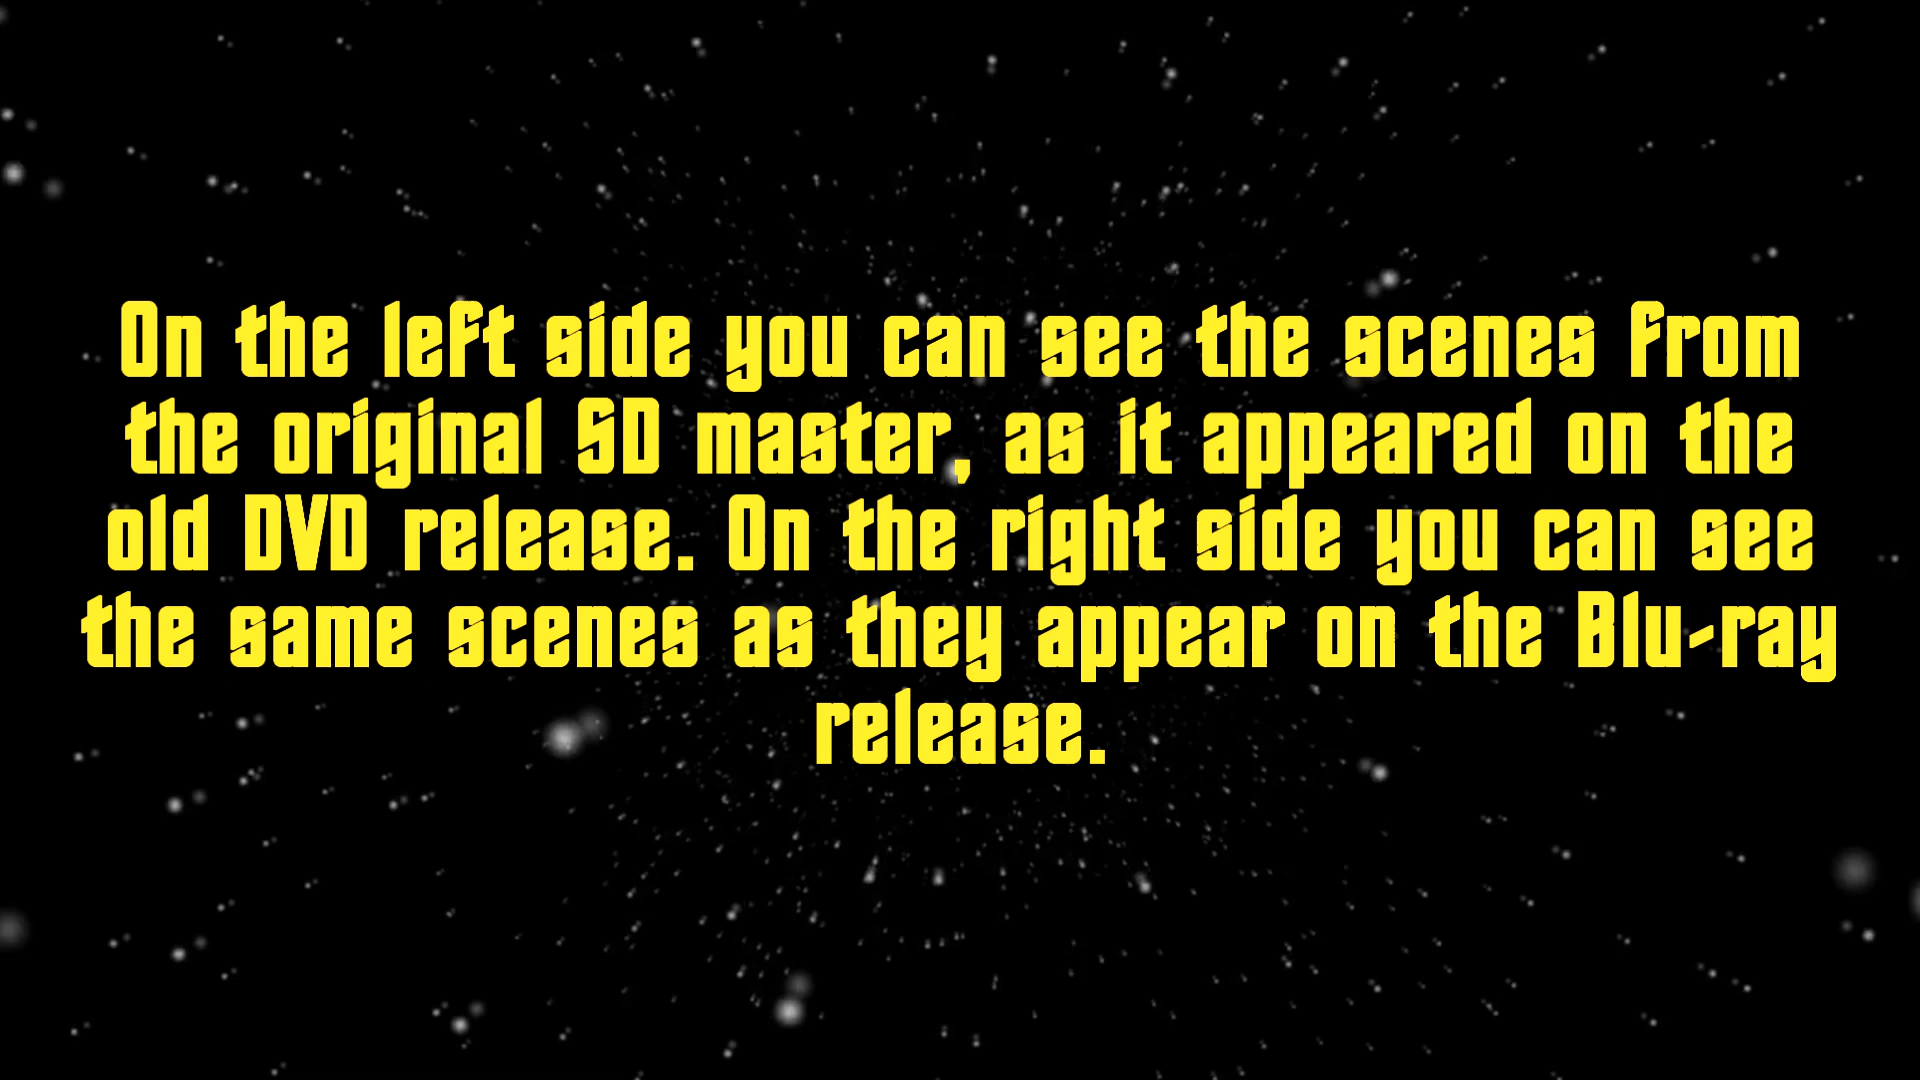 On the left side you can see the scenes from
the original SD master, as it appeared on the
old DVD release. On the right side you can see
the same scenes as they appear on the Blu-ray
release.